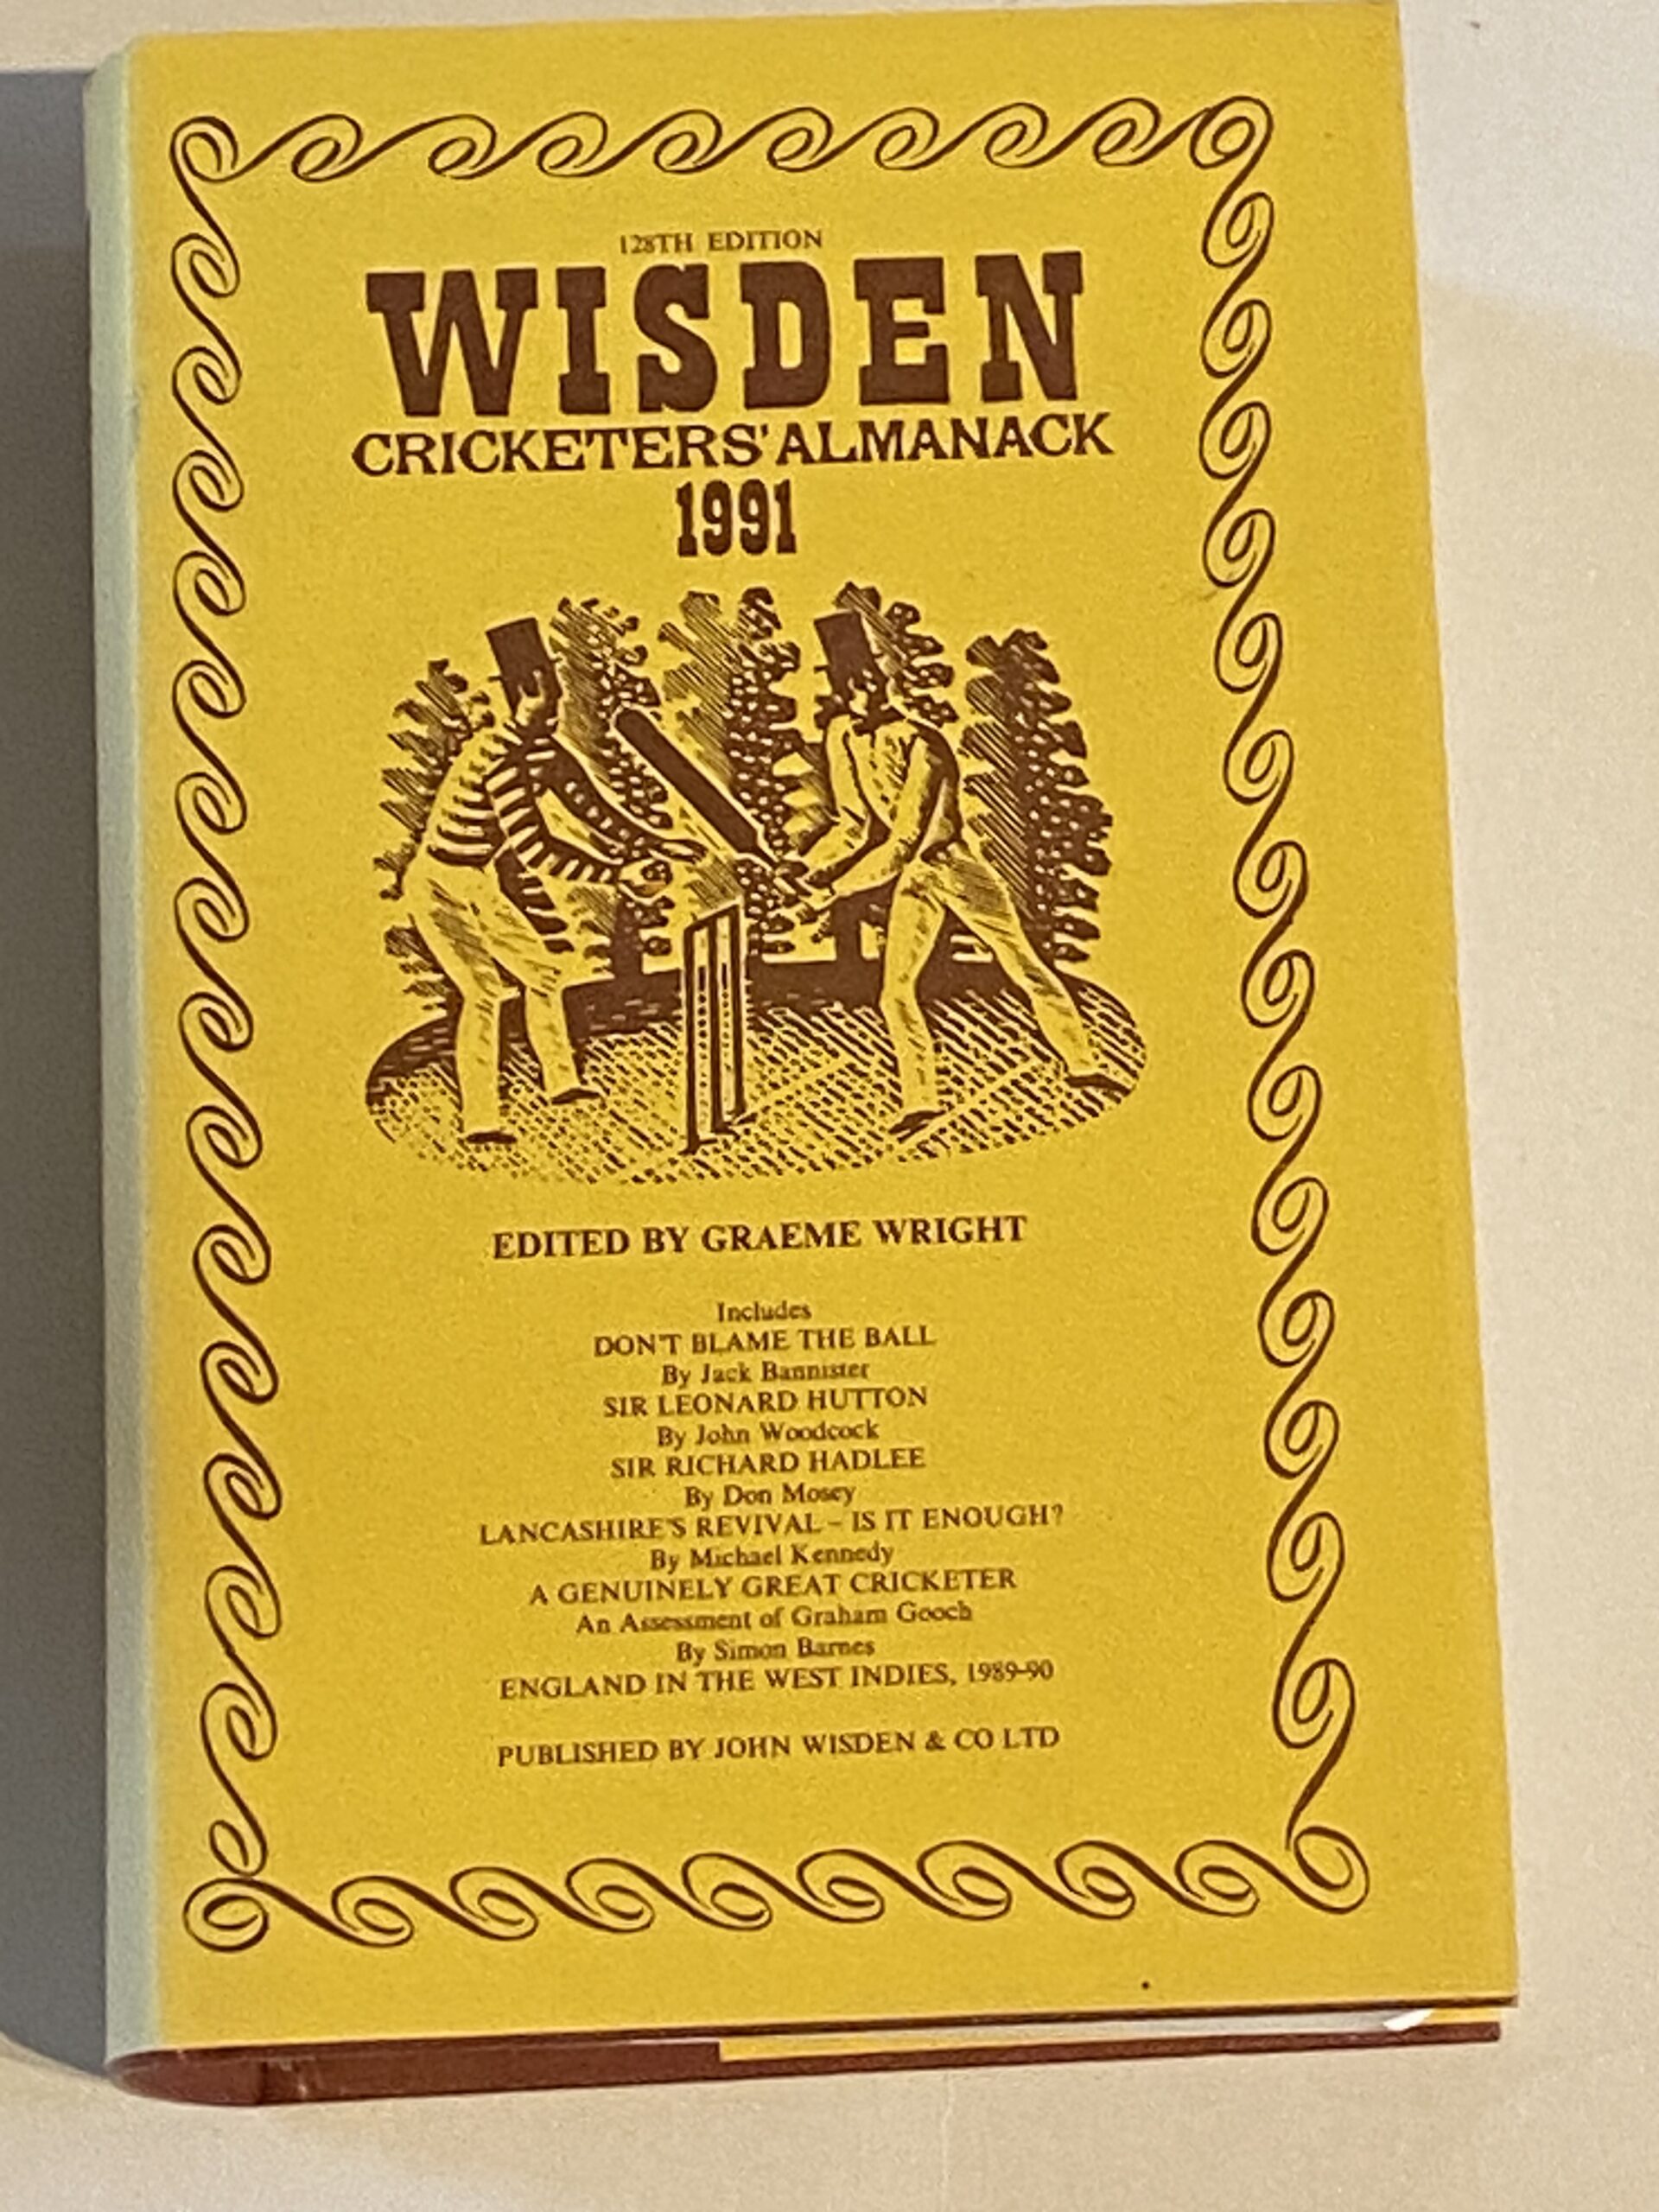 128TH EDITION
WISDEN
CRICKETERS' ALMANACK
1991
EDITED BY GRAEME WRIGHT
Includes
DON'T BLAME THE BALL
By Jack Bannister
SIR LEONARD HUTTON
By John Woodcock
SIR RICHARD HADLEE
By Don Mosey
LANCASHIRE'S REVIVAL – IS IT ENOUGH?
By Michael Kennedy
A GENUINELY GREAT CRICKETER
An Assessment of Graham Gooch
By Simon Barnes
ENGLAND IN THE WEST INDIES, 1989-90
PUBLISHED BY JOHN WISDEN & CO LTD